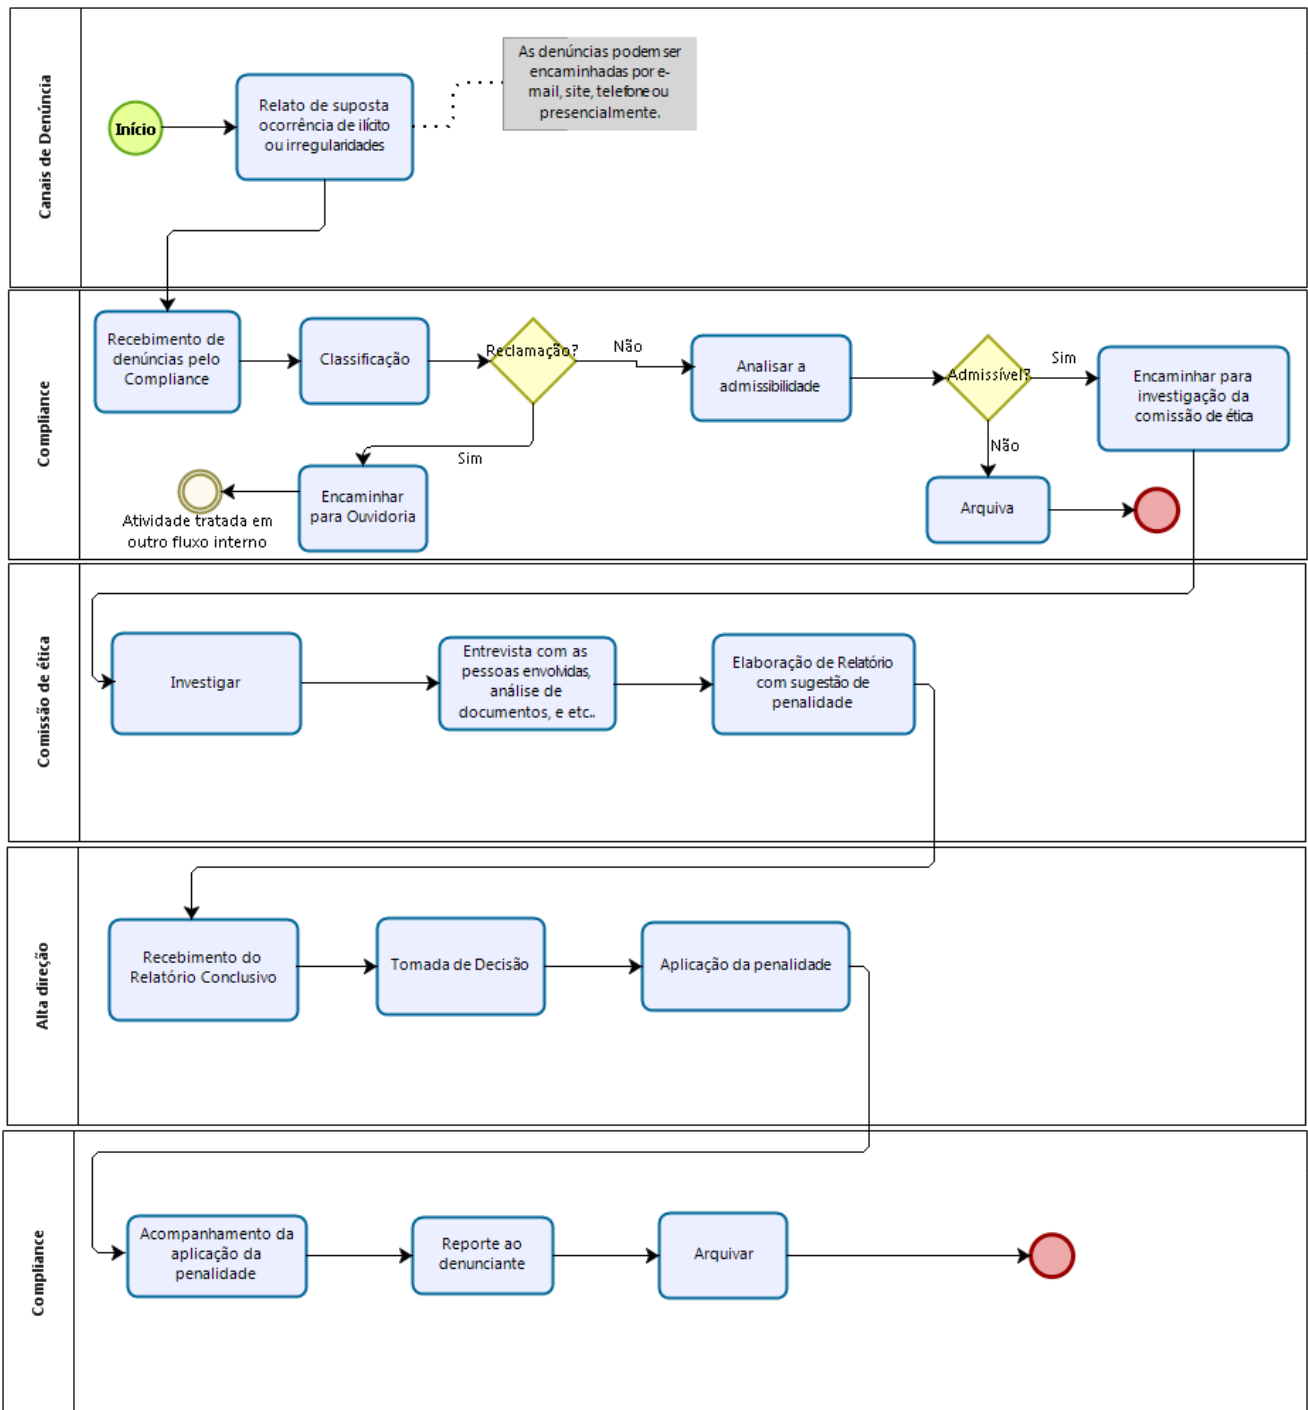 Canais de Denúncia
Início
Relato de suposta
ocorrência de ilícito
ou irregularidades
As denúncias podem ser
encaminhadas por e-
mail, site, telefone ou
presencialmente.
Compliance
Recebimento de
denúncias pelo
Compliance
Classificação
Reclamação?
Não
Sim
Encaminhar
para Ouvidoria
Atividade tratada em
outro fluxo interno
Analisar a
admissibilidade
Admissível?
Sim
Não
Encaminhar para
investigação da
comissão de ética
Arquiva
Comissão de ética
Investigar
Entrevista com as
pessoas envolvidas,
análise de
documentos, e etc..
Elaboração de Relatório
com sugestão de
penalidade
Alta direção
Recebimento do
Relatório Conclusivo
Tomada de Decisão
Aplicação da penalidade
Compliance
Acompanhamento da
aplicação da
penalidade
Reporte ao
denunciante
Arquivar